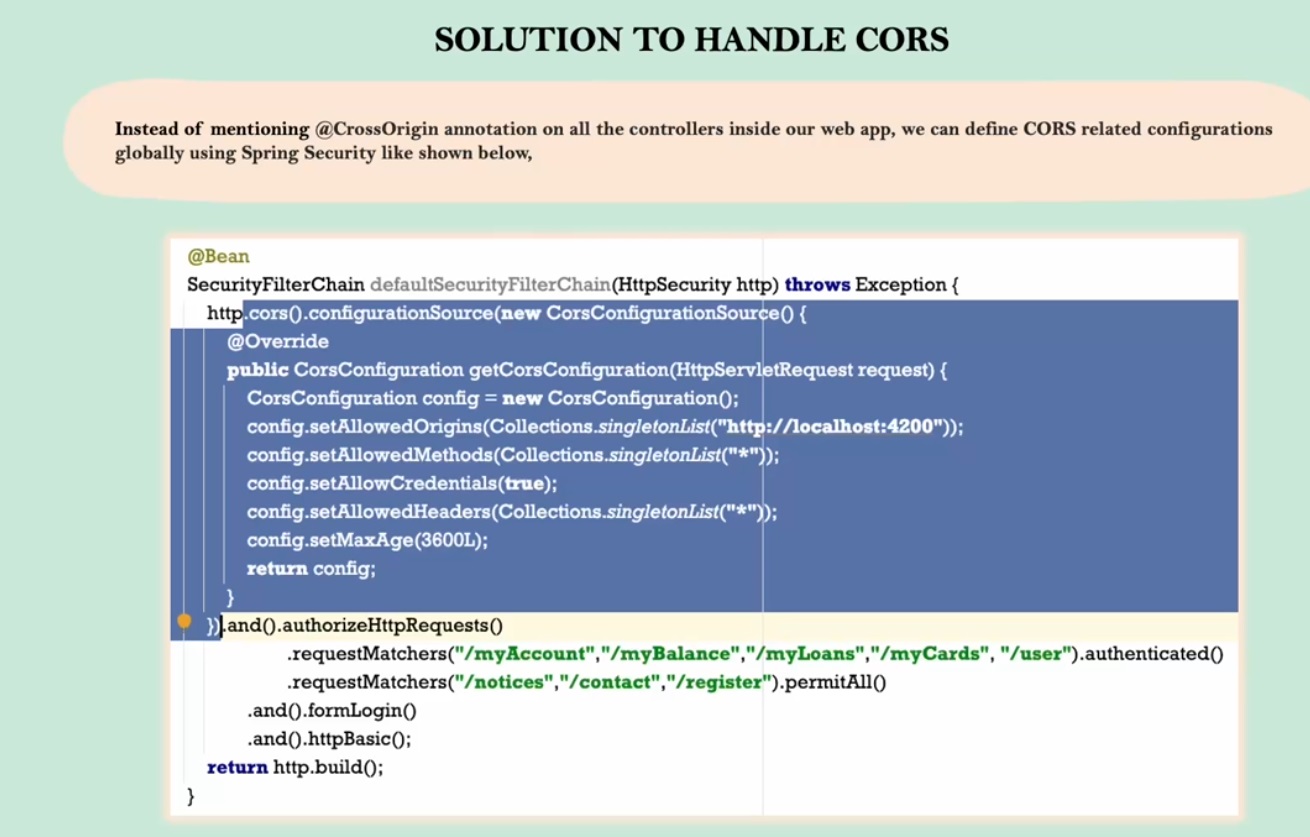 SOLUTION TO HANDLE CORS
Instead of mentioning @CrossOrigin annotation on all the controllers inside our web app, we can define CORS related configurations
globally using Spring Security like shown below,
@Bean
SecurityFilterChain defaultSecurityFilterChain(HttpSecurity http) throws Exception {
http.cors().configurationSource(new CorsConfigurationSource() {
@Override
public CorsConfiguration getCorsConfiguration(HttpServletRequest request) {
CorsConfiguration config = new CorsConfiguration();
config.setAllowedOrigins(Collections.singletonList("http://localhost:4200"));
config.setAllowedMethods(Collections.singletonList("*"));
config.setAllowCredentials(true);
config.setAllowedHeaders(Collections.singletonList("*"));
config.setMaxAge(3600L);
return config;
}
}).and().authorizeHttpRequests()
.requestMatchers("/myAccount","/myBalance","/myLoans","/myCards", "/user").authenticated()
.requestMatchers("/notices","/contact","/register").permitAll()
.and().formLogin()
.and().httpBasic();
return http.build();
}